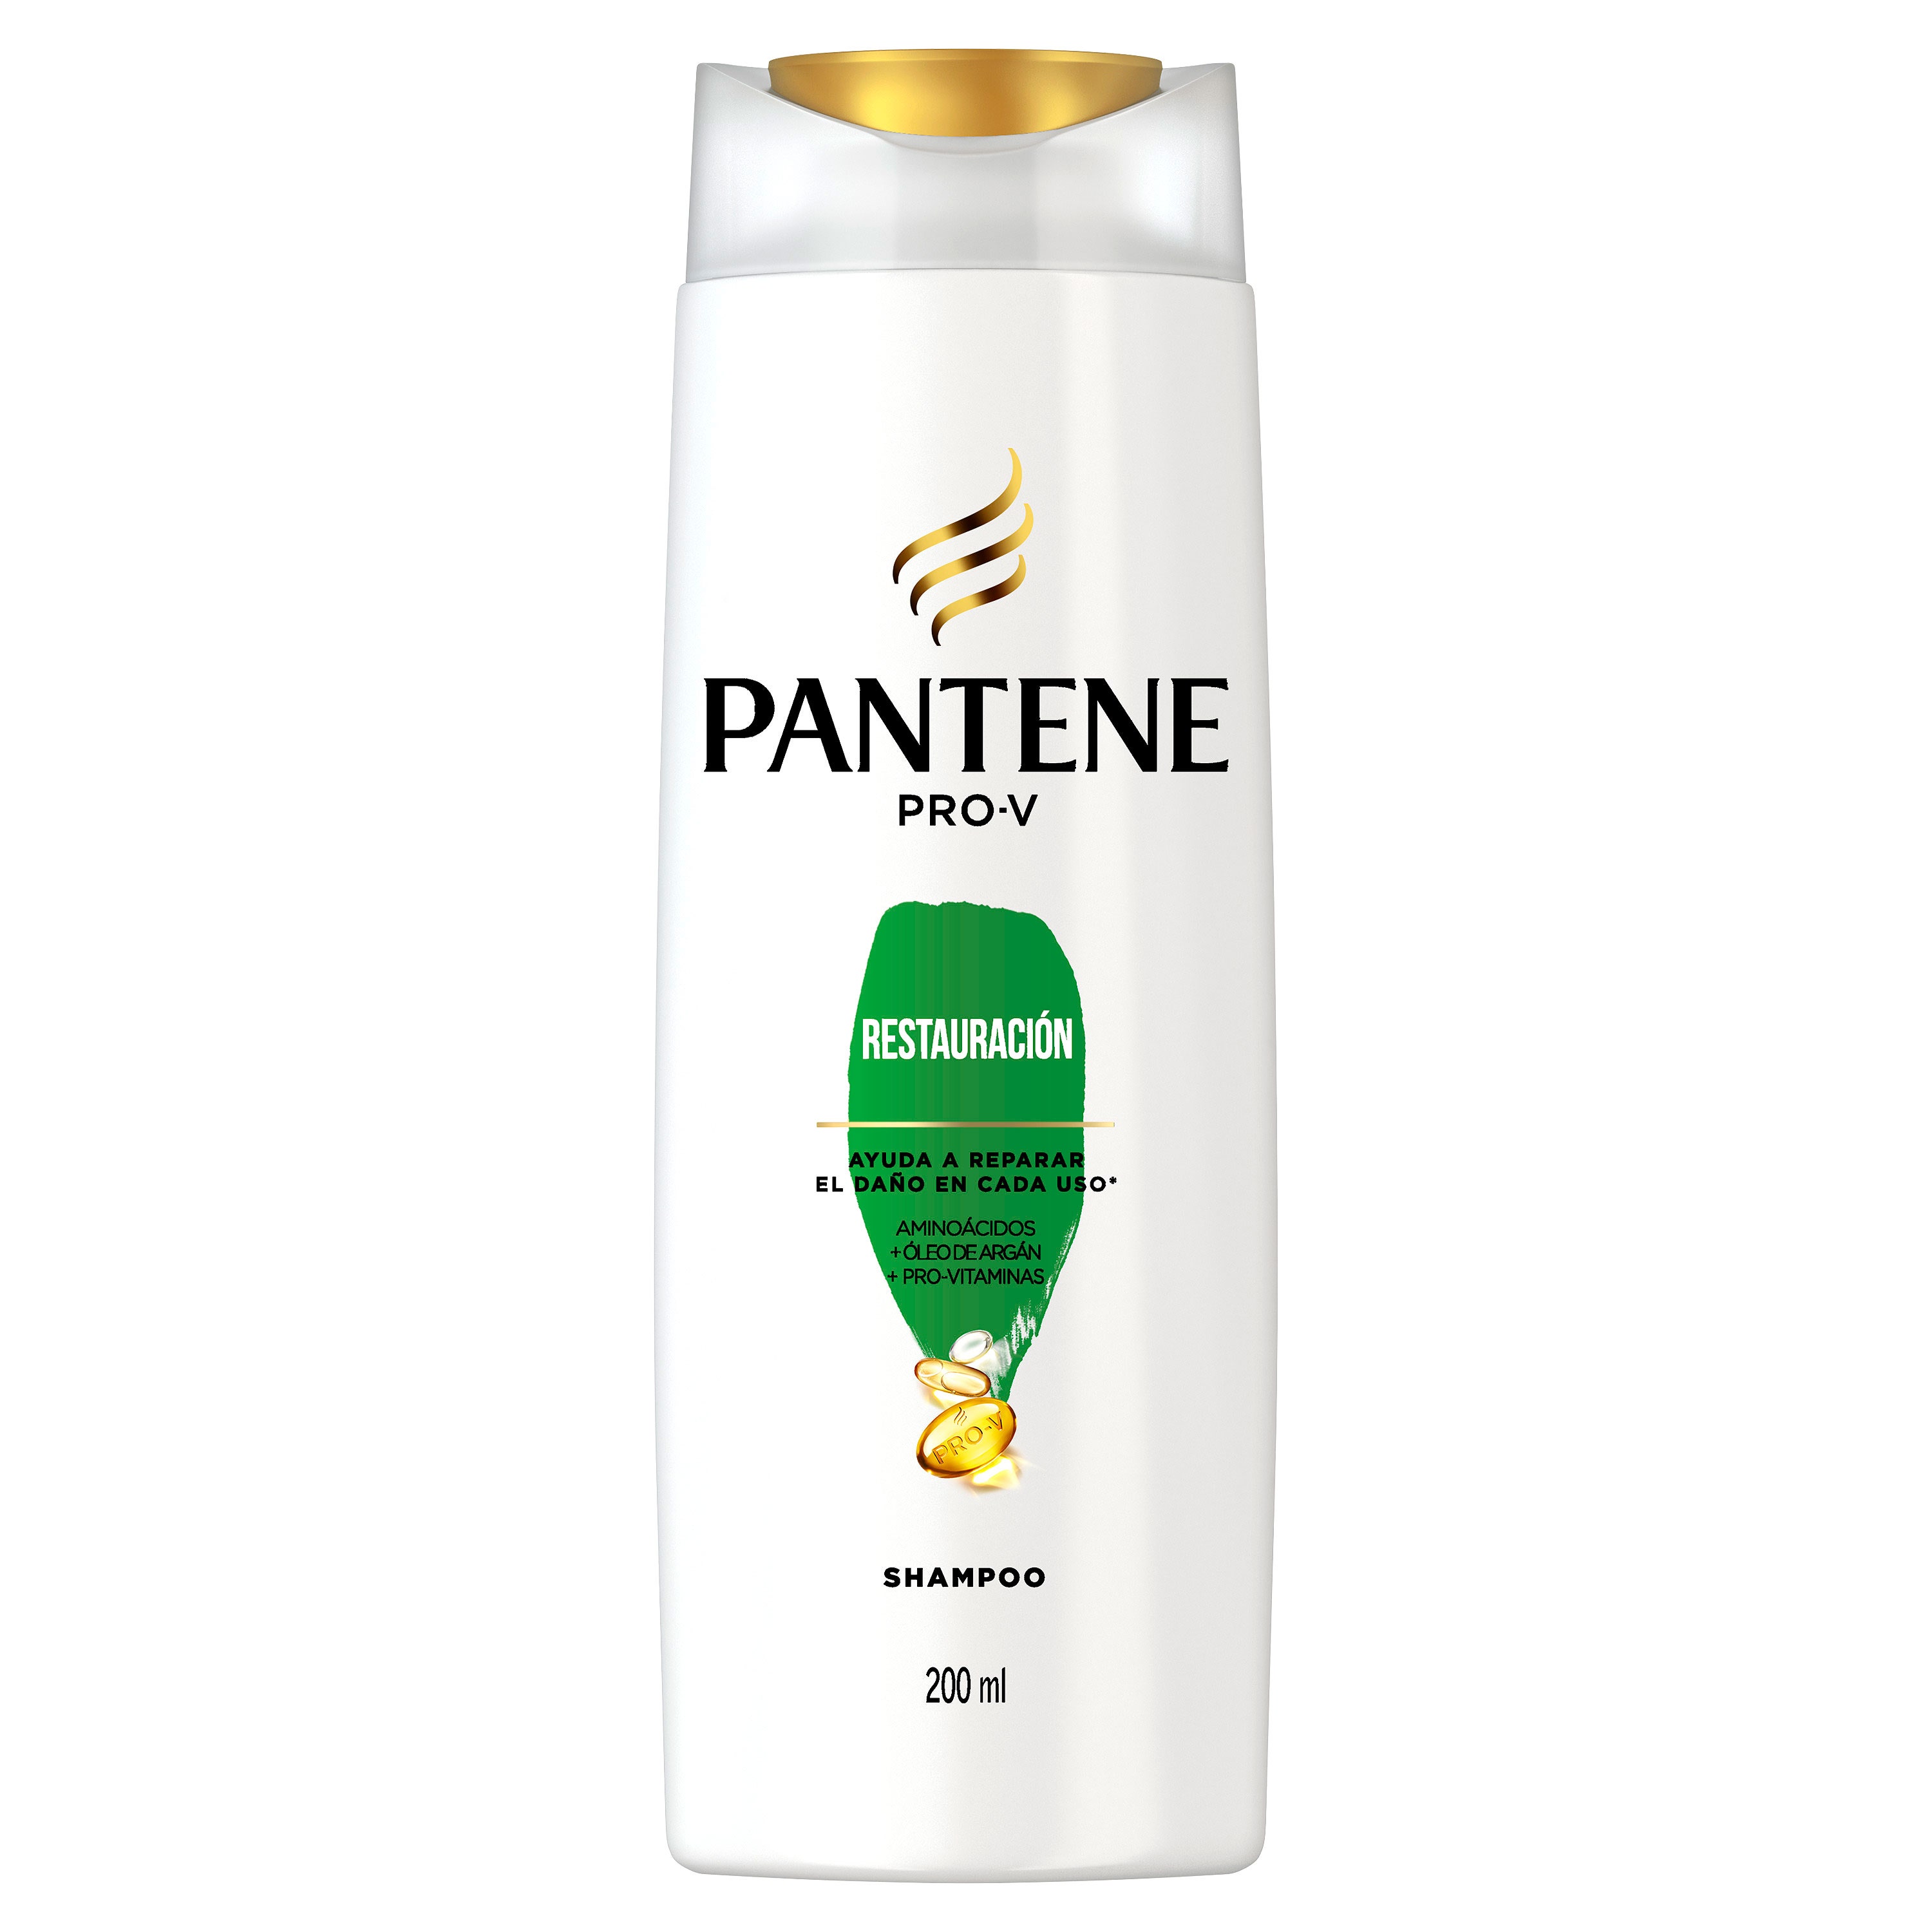 PANTENE
PRO-V
RESTAURACIÓN
AYUDA A REPARAR
EL DAÑO EN CADA USO*
AMINOÁCIDOS
+ ÓLEO DE ARGÁN
+ PRO-VITAMINAS
PRO-V
SHAMPOO
200 ml